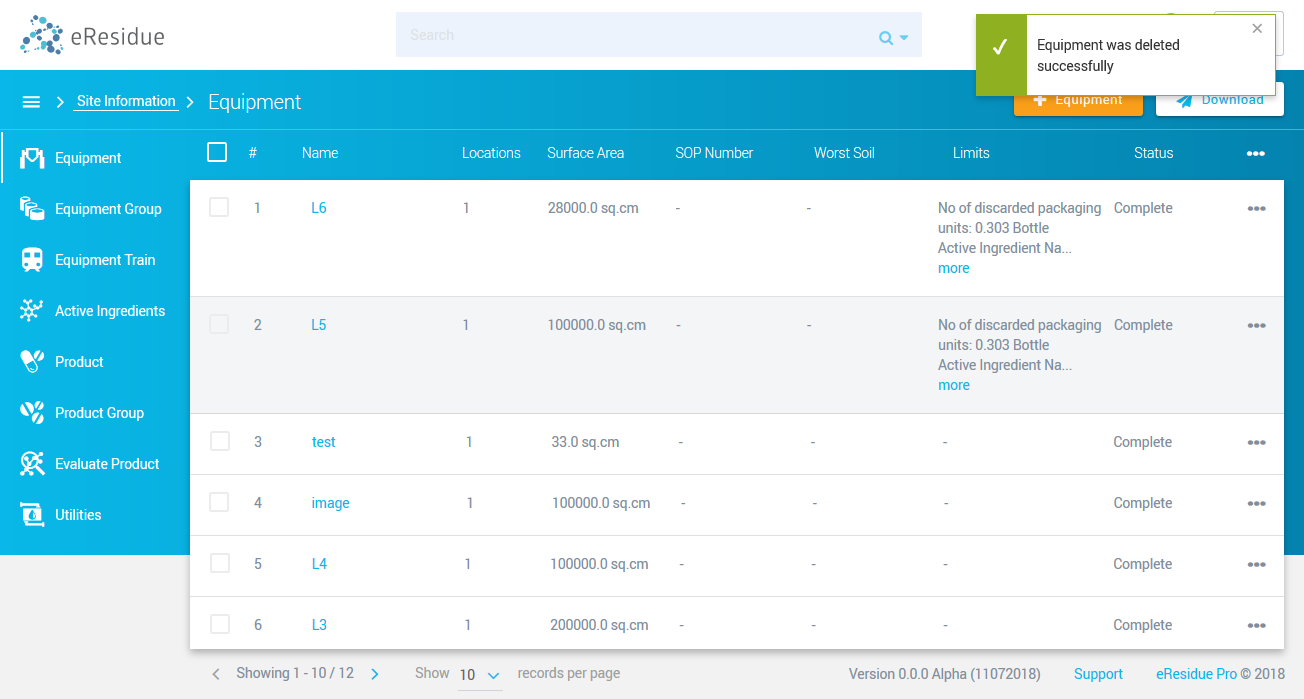 eResidue
Search
Equipment was deleted
successfully
Site Information
Equipment
Equipment
Download
# Name Locations Surface Area SOP Number Worst Soil Limits Status
Equipment
Equipment Group
Equipment Train
Active Ingredients
Product
Product Group
Evaluate Product
Utilities
1 L6 1 28000.0 sq.cm - - No of discarded packaging Complete
units: 0.303 Bottle
Active Ingredient Na...
more
2 L5 1 100000.0 sq.cm - - No of discarded packaging Complete
units: 0.303 Bottle
Active Ingredient Na...
more
3 test 1 33.0 sq.cm - - - Complete
4 image 1 100000.0 sq.cm - - - Complete
5 L4 1 100000.0 sq.cm - - - Complete
6 L3 1 200000.0 sq.cm - - - Complete
Showing 1 - 10 / 12 Show 10 records per page Version 0.0.0 Alpha (11072018) Support eResidue Pro © 2018